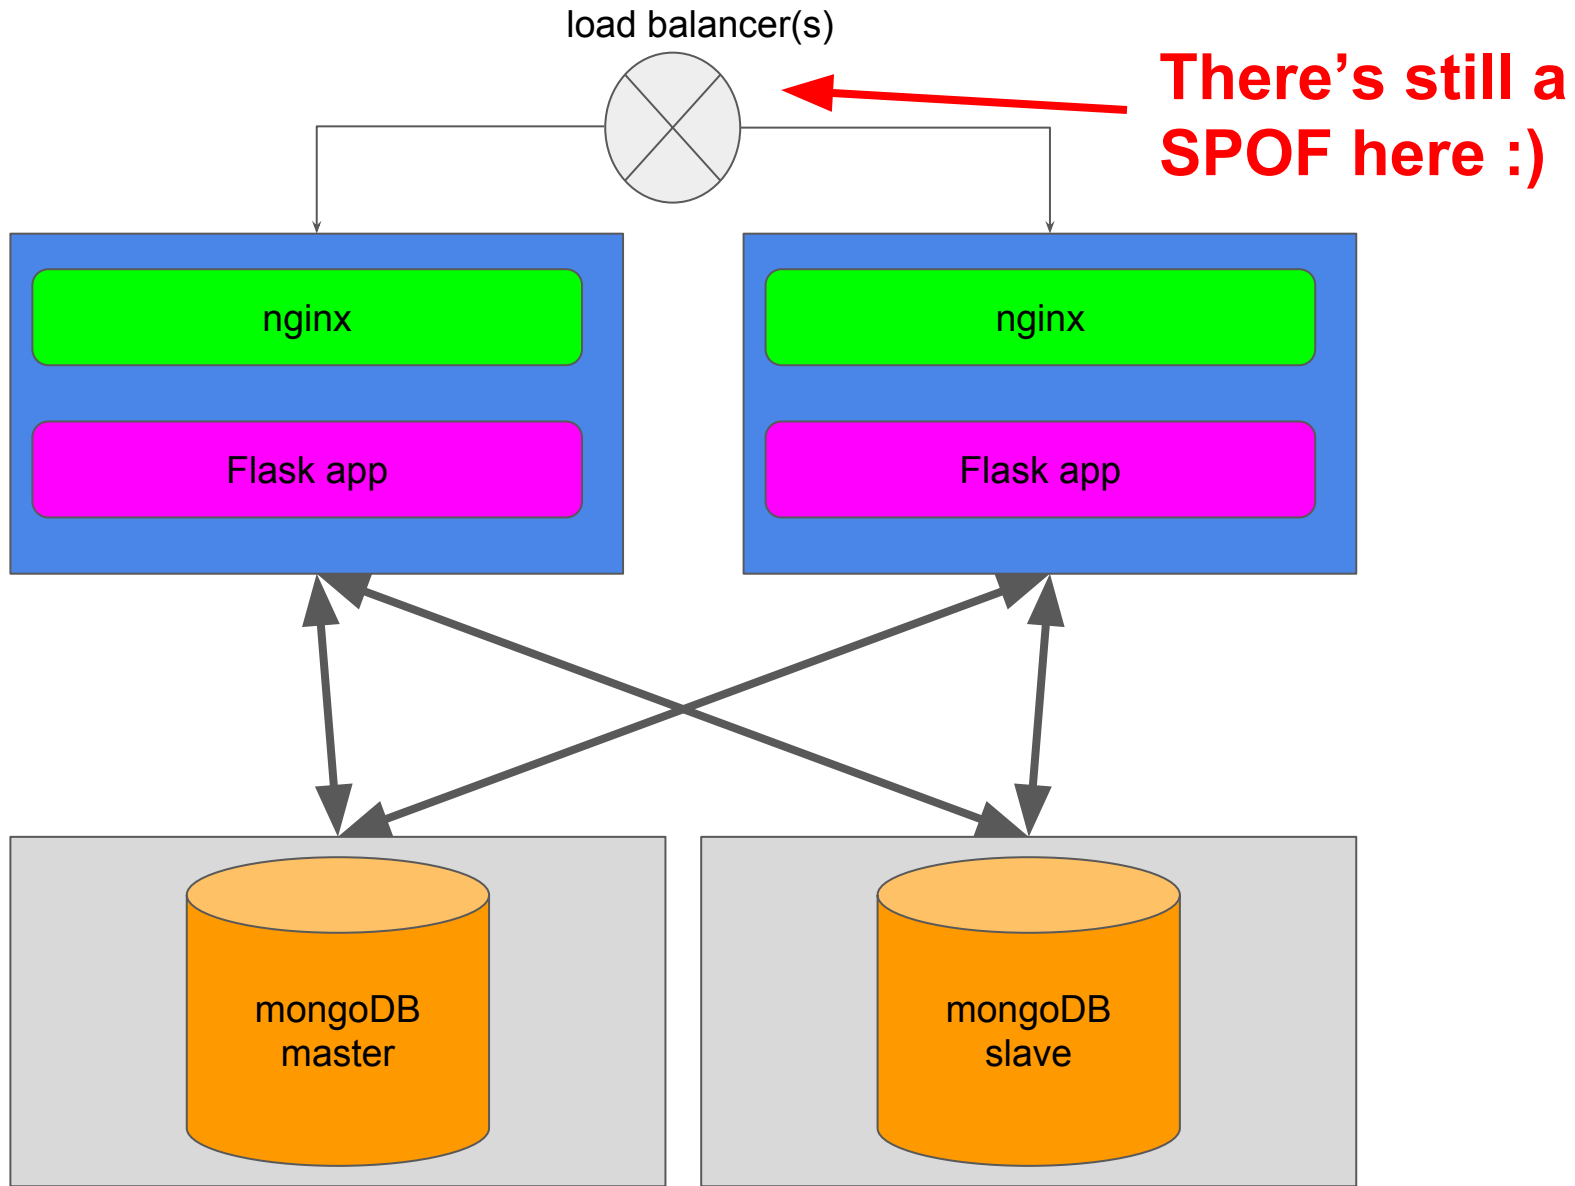 load balancer(s)
There’s still a
SPOF here :)
nginx
nginx
Flask app
Flask app
mongoDB
master
mongoDB
slave